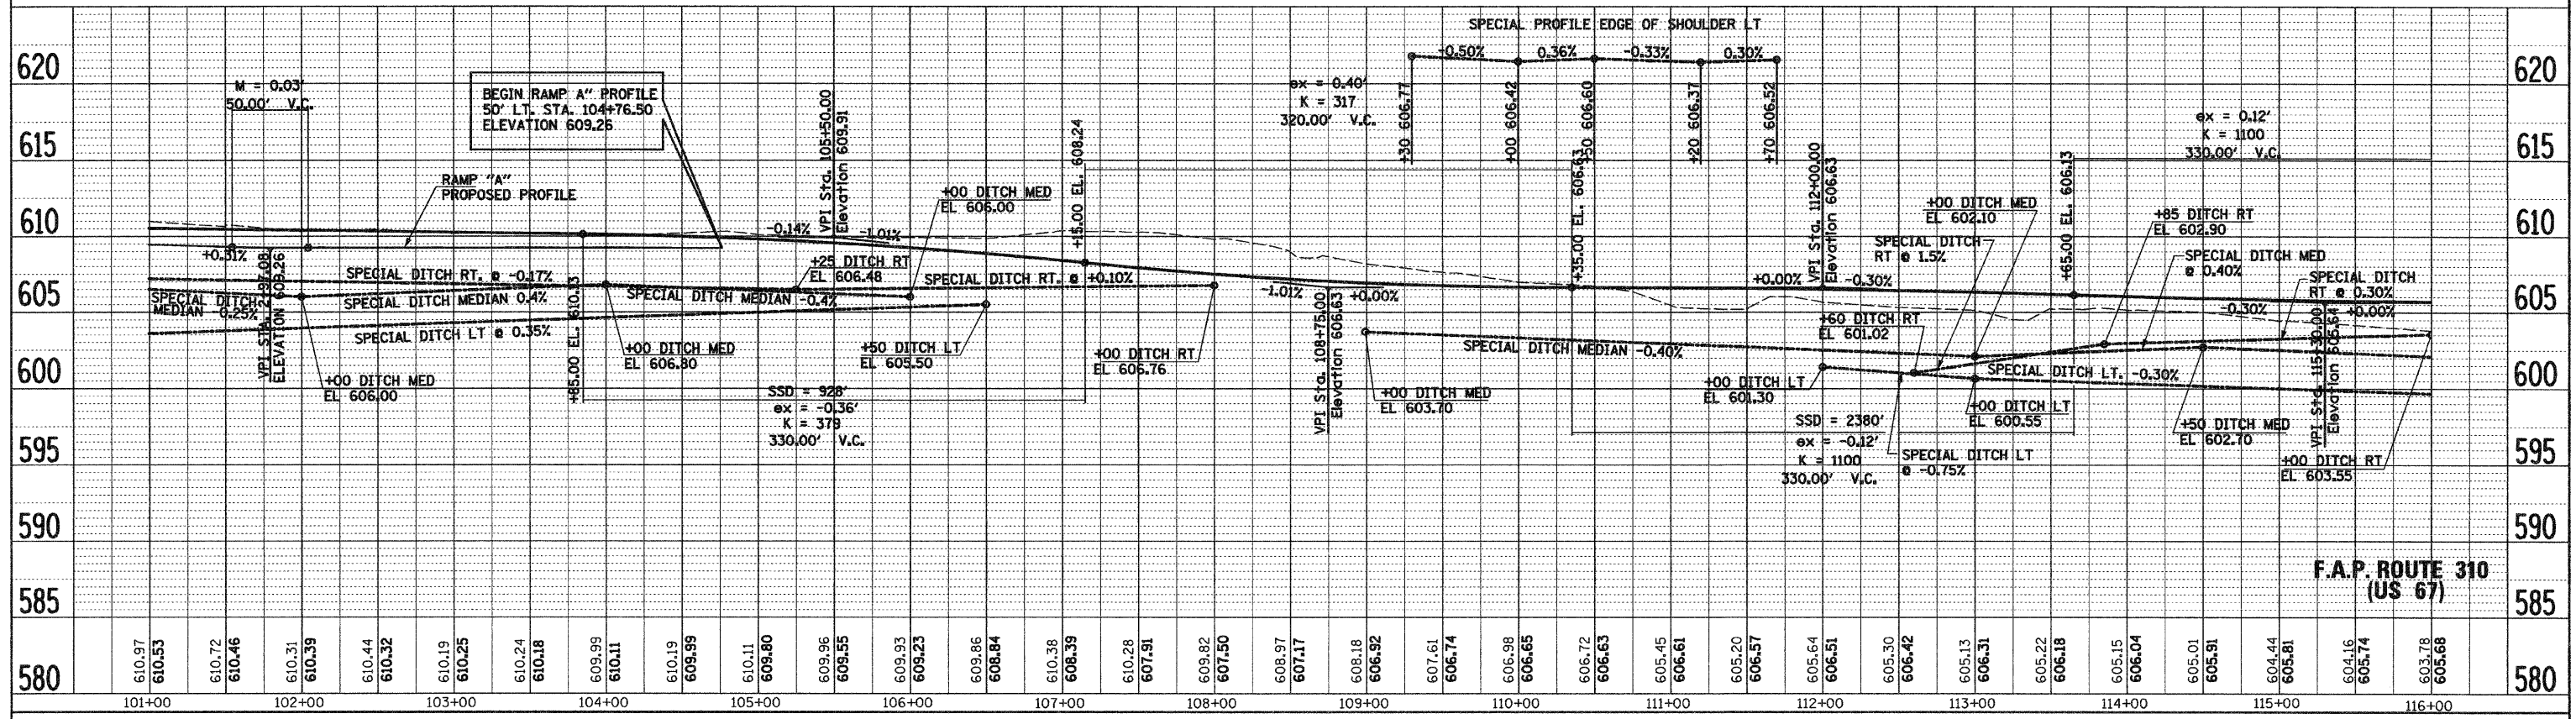 SPECIAL PROFILE EDGE OF SHOULDER LT
-0.50% 0.36% -0.33% 0.30%
620
620
M = 0.03'
50.00' V.C.
BEGIN RAMP A" PROFILE
50' LT. STA. 104+76.50
ELEVATION 609.26
VPI Sta. 105+50.00
Elevation 609.91
+15.00 EL. 608.24
ex = 0.40'
K = 317
320.00' V.C.
+30 606.77
+00 606.42
+50 606.60
+20 606.37
+70 606.52
ex = 0.12'
K = 1100
330.00' V.C.
615
615
RAMP "A"
PROPOSED PROFILE
+00 DITCH MED
EL 606.00
+35.00 EL. 606.63
VPI Sta. 112+00.00
Elevation 606.63
+65.00 EL. 606.13
+00 DITCH MED
EL 602.10
+85 DITCH RT
EL 602.90
610
610
+0.31%
-0.14%
-1.01%
SPECIAL DITCH
RT @ 1.5%
SPECIAL DITCH MED
@ 0.40%
SPECIAL DITCH
RT @ 0.30%
SPECIAL DITCH RT. @ -0.17%
+25 DITCH RT
EL 606.48
SPECIAL DITCH RT. @ +0.10%
+0.00%
-0.30%
605
605
SPECIAL DITCH
MEDIAN -0.25%
SPECIAL DITCH MEDIAN 0.4%
SPECIAL DITCH MEDIAN -0.4%
-1.01%
+0.00%
-0.30%
+0.00%
ELEVATION 609.26
+85.00 EL. 610.13
SPECIAL DITCH LT @ 0.35%
VPI Sta. 108+75.00
Elevation 606.63
+60 DITCH RT
EL 601.02
VPI Sta. 115+30.00
Elevation 605.64
+00 DITCH MED
EL 606.80
+50 DITCH LT
EL 605.50
+00 DITCH RT
EL 606.76
SPECIAL DITCH MEDIAN -0.40%
600
600
+00 DITCH MED
EL 606.00
+00 DITCH MED
EL 603.70
+00 DITCH LT
EL 601.30
SPECIAL DITCH LT. -0.30%
SSD = 928'
ex = -0.36'
K = 379
330.00' V.C.
SSD = 2380'
ex = -0.12'
K = 1100
330.00' V.C.
+00 DITCH LT
EL 600.55
+50 DITCH MED
EL 602.70
SPECIAL DITCH LT
@ -0.75%
+00 DITCH RT
EL 603.55
595
595
590
590
F.A.P. ROUTE 310
(US 67)
585
585
610.97 610.72 610.31 610.44 610.19 610.24 609.99 610.19 610.11 609.96 609.93 609.86 610.38 610.28 609.82 608.97 608.18 607.61 606.98 606.72 605.45 605.20 605.64 605.30 605.13 605.22 605.15 605.01 604.44 604.16 603.78
610.53 610.46 610.39 610.32 610.25 610.18 610.11 609.99 609.80 609.55 609.23 608.84 608.39 607.91 607.50 607.17 606.92 606.74 606.65 606.63 606.61 606.57 606.51 606.42 606.31 606.18 606.04 605.91 605.81 605.74 605.68
580
580
101+00 102+00 103+00 104+00 105+00 106+00 107+00 108+00 109+00 110+00 111+00 112+00 113+00 114+00 115+00 116+00